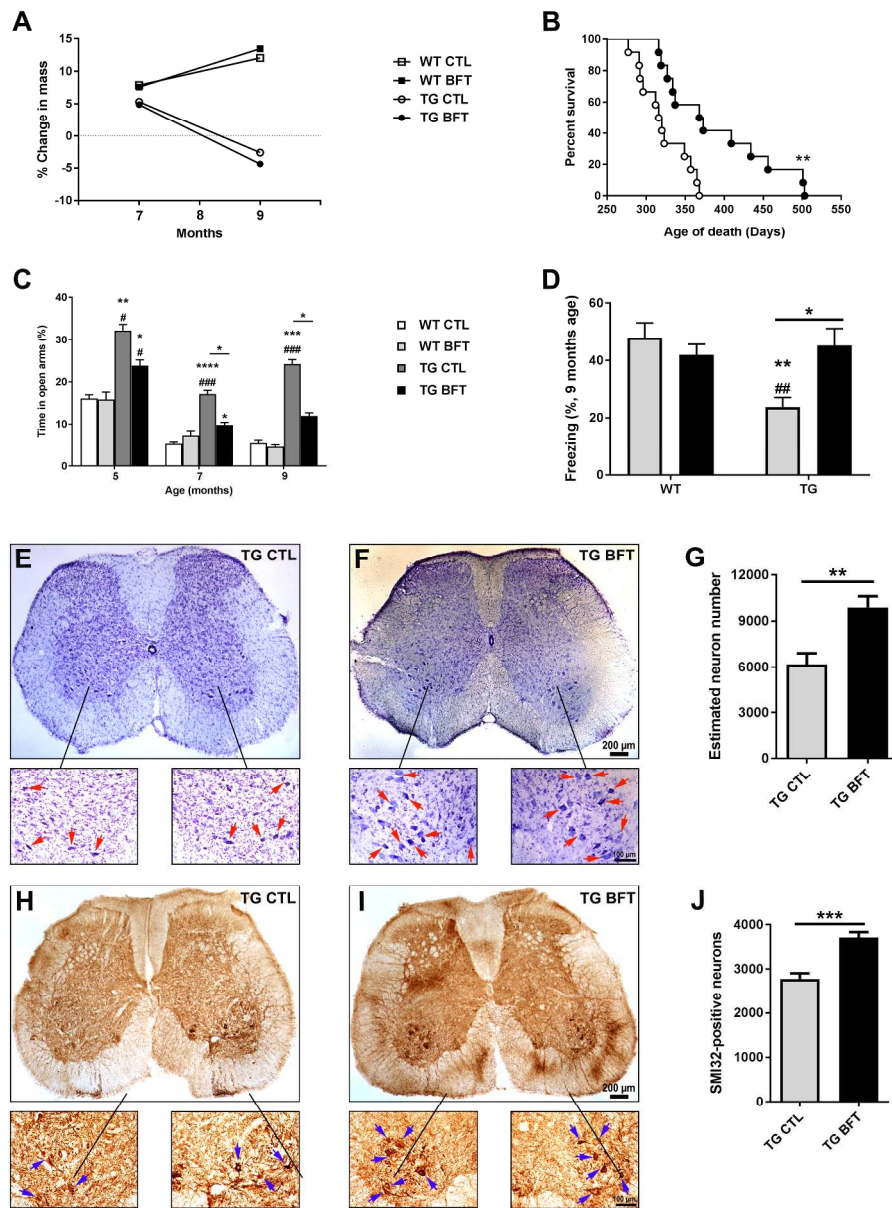 A
% Change in mass
15
10
5
0
-5
-10
7
8
9
Months
WT CTL
WT BFT
TG CTL
TG BFT
B
Percent survival
100
80
60
40
20
0
**
250
300
350
400
450
500
550
Age of death (Days)
C
Time in open arms (%)
40
30
20
10
0
**
#
*
#
****
###
*
*
***
###
*
5
7
9
Age (months)
WT CTL
WT BFT
TG CTL
TG BFT
D
Freezing (%, 9 months age)
60
40
20
0
**
##
*
WT
TG
E
TG CTL
F
TG BFT
200 µm
100 µm
G
Estimated neuron number
12000
9000
6000
3000
0
**
TG CTL
TG BFT
H
TG CTL
I
TG BFT
200 µm
100 µm
J
SMI32-positive neurons
4000
3000
2000
1000
0
***
TG CTL
TG BFT